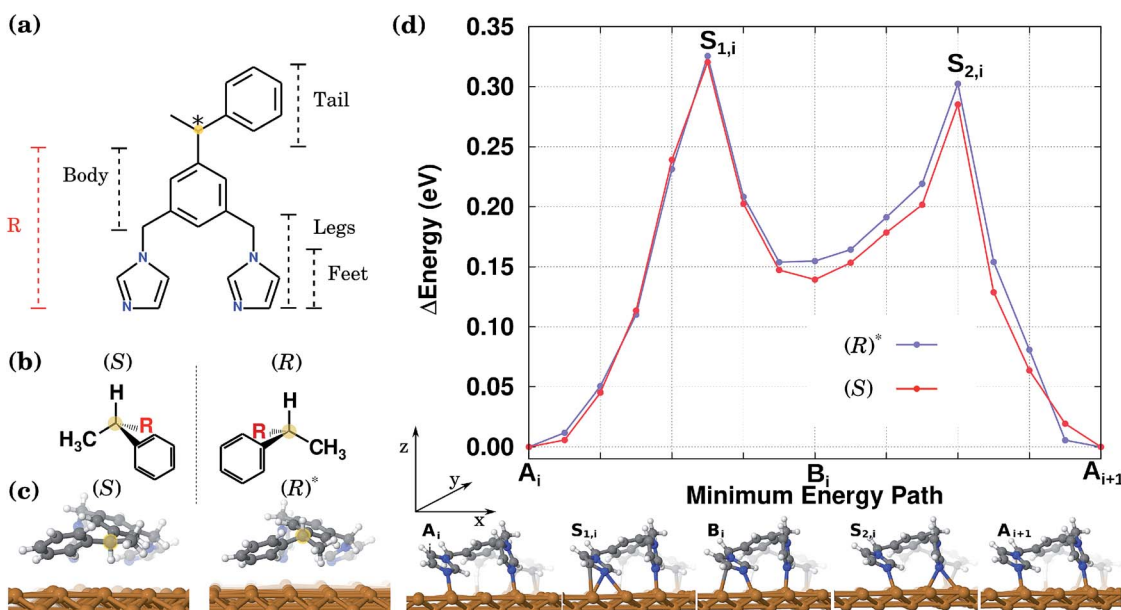 (a)
*
Tail
Body
R
Legs
Feet
N
N
N
N
(b)
(S)
(R)
H
R
H₃C
H
R
CH₃
(c)
(S)
(R)*
(d)
ΔEnergy (eV)
0.35
0.30
0.25
0.20
0.15
0.10
0.05
0.00
S₁,ᵢ
S₂,ᵢ
(R)*
(S)
Aᵢ
Bᵢ
Aᵢ₊₁
Minimum Energy Path
z
y
x
Aᵢ
S₁,ᵢ
Bᵢ
S₂,ᵢ
Aᵢ₊₁